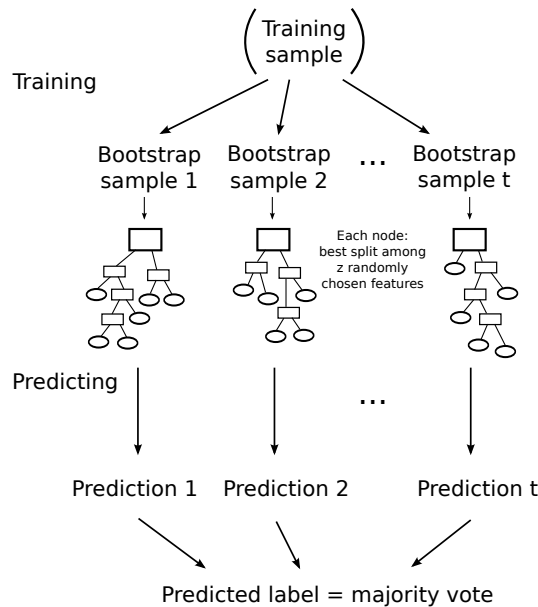 Training
sample
Training
Bootstrap
sample 1
Bootstrap
sample 2
...
Bootstrap
sample t
Each node:
best split among
z randomly
chosen features
Predicting
...
Prediction 1
Prediction 2
Prediction t
Predicted label = majority vote